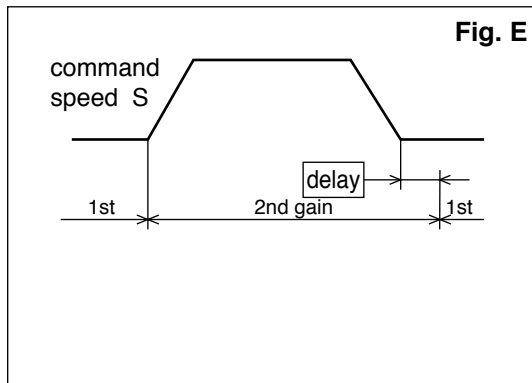 Fig. E
command
speed S
delay
1st
2nd gain
1st